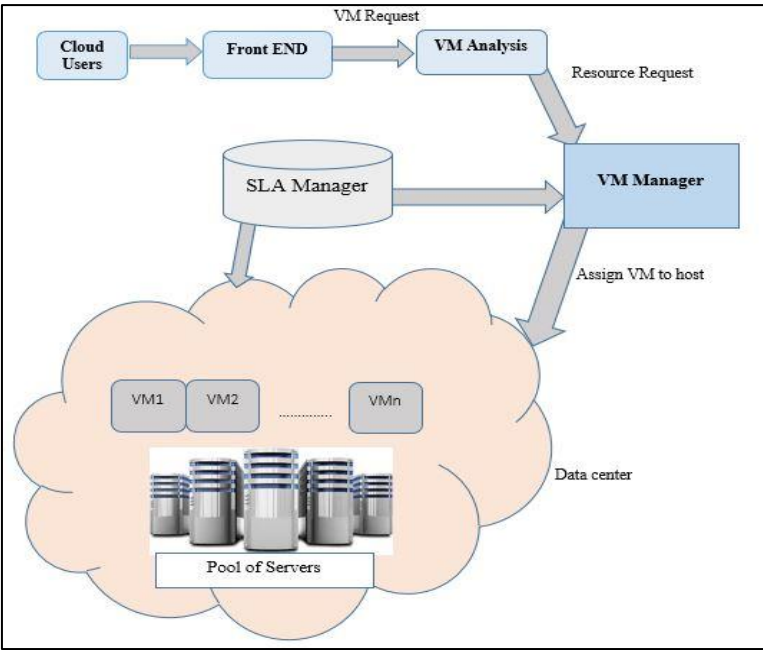 VM Request
Cloud
Users
Front END
VM Analysis
Resource Request
SLA Manager
VM Manager
Assign VM to host
VM1
VM2
.............
VMn
Data center
Pool of Servers